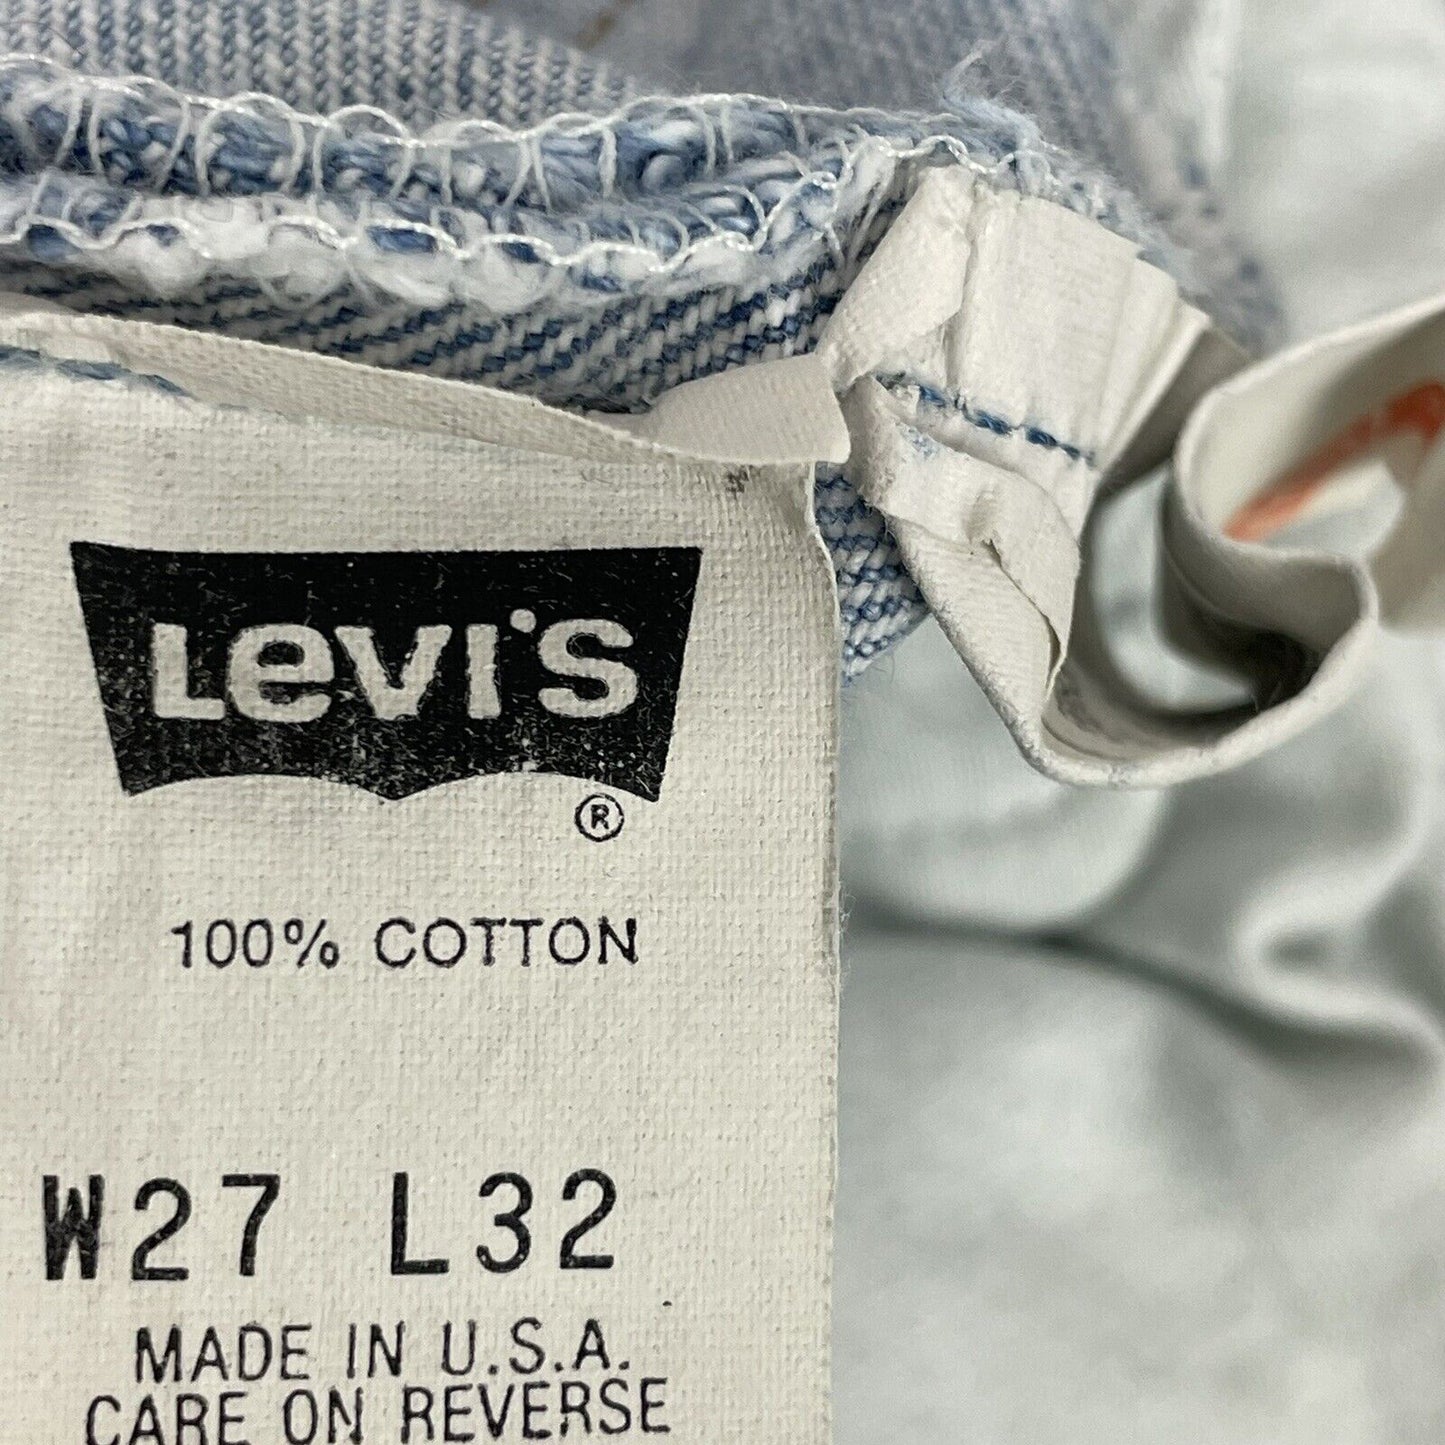 Levi's
®
100% COTTON
W27 L32
MADE IN U.S.A.
CARE ON REVERSE